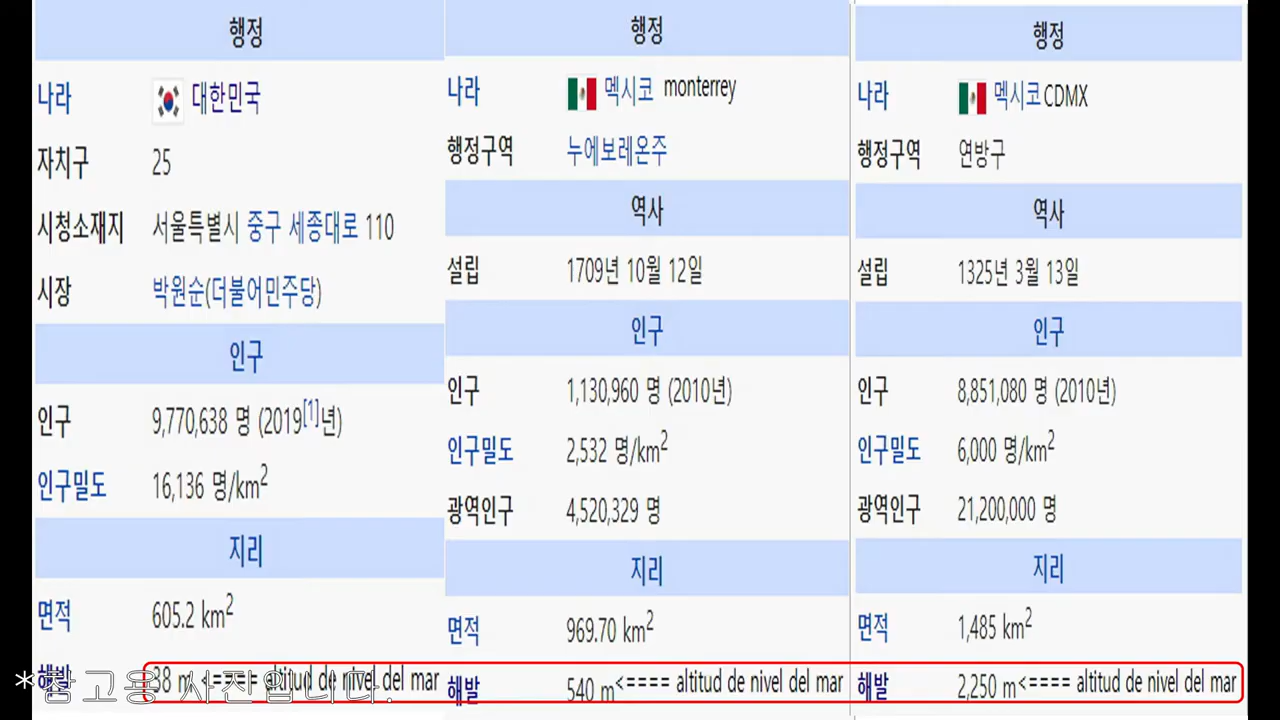 행정
나라 대한민국
자치구 25
시청소재지 서울특별시 중구 세종대로 110
시장 박원순(더불어민주당)
인구
인구 9,770,638 명 (2019[1]년)
인구밀도 16,136 명/km2
지리
면적 605.2 km2
해발 38 m <==== altitud de nivel del mar
행정
나라 멕시코 monterrey
행정구역 누에보레온주
역사
설립 1709년 10월 12일
인구
인구 1,130,960 명 (2010년)
인구밀도 2,532 명/km2
광역인구 4,520,329 명
지리
면적 969.70 km2
해발 540 m<==== altitud de nivel del mar
행정
나라 멕시코 CDMX
행정구역 연방구
역사
설립 1325년 3월 13일
인구
인구 8,851,080 명 (2010년)
인구밀도 6,000 명/km2
광역인구 21,200,000 명
지리
면적 1,485 km2
해발 2,250 m<==== altitud de nivel del mar
*참고용 사진입니다.